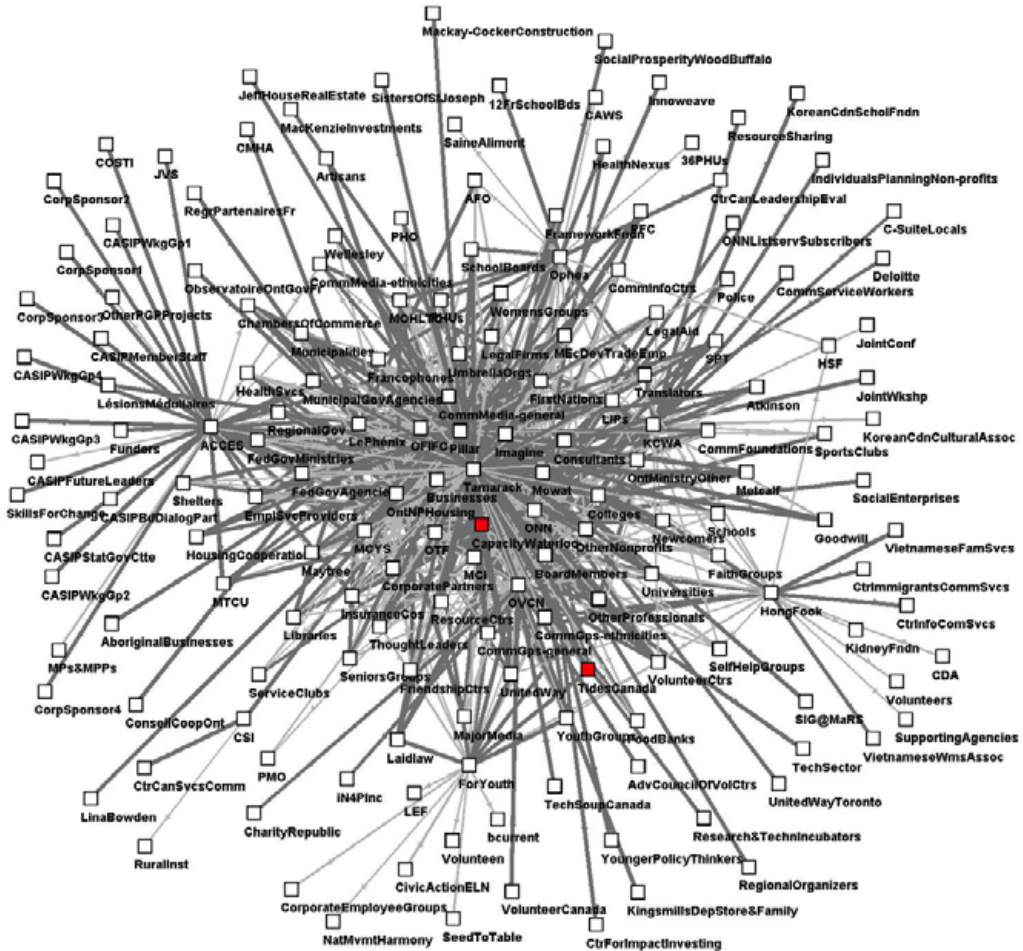 Mackay-CockerConstruction
SocialProsperityWoodBuffalo
JeffHouseRealEstate
SistersOfStJoseph
12FrSchoolBds
CAWS
Innoweave
KoreanCdnScholFndn
MacKenzieInvestments
SaineAliment
ResourceSharing
COSTI
JVS
CMHA
Artisans
HealthNexus
36PHUs
IndividualsPlanningNon-profits
CorpSponsor2
RegrPartenairesFr
AFO
CtrCanLeadershipEval
CASIPWkgGp1
PHO
FrameworkFndn
EFC
ONNListservSubscribers
C-SuiteLocals
CorpSponsor1
Wellesley
SchoolBoards
Ophea
CommInfoCtrs
Deloitte
ObservatoireOntGovFr
CommMedia-ethnicities
Police
CommServiceWorkers
CorpSponsor3
OtherPGPProjects
ChambersOfCommerce
WomensGroups
LegalAid
JointConf
CASIPMemberStaff
Municipalities
LegalFirms
MEcDevTradeEmp
SPT
HSF
CASIPWkgGp4
LésionsMédullaires
HealthSvcs
Francophones
UmbrellaOrgs
FirstNations
Translators
JointWkshp
MunicipalGovAgencies
CommMedia-general
LIPs
Atkinson
CASIPWkgGp3
Funders
ACCES
RegionalGov
LePhénix
OFIFC
Pillar
Imagine
Consultants
KCWA
CommFoundations
KoreanCdnCulturalAssoc
SportsClubs
CASIPFutureLeaders
FedGovMinistries
OntMinistryOther
Shelters
FedGovAgencies
Businesses
Tamarack
Mowat
Metcalf
SocialEnterprises
SkillsForChange
CASIPBdDialogPart
EmplSvcProviders
OntNPHousing
Colleges
Schools
Goodwill
CASIPStatGovCttee
HousingCooperation
MCYS
OTF
CapacityWaterloo
ONN
OtherNonprofits
Newcomers
VietnameseFamSvcs
CASIPWkgGp2
MTCU
Maytree
CorporatePartners
MCI
BoardMembers
Universities
FaithGroups
CtrImmigrantsCommSvcs
AboriginalBusinesses
Libraries
InsuranceCos
ResourceCtrs
OVCN
OtherProfessionals
HongFook
CtrInfoComSvcs
MPs&MPPs
ThoughtLeaders
CommGps-general
CommGps-ethnicities
SelfHelpGroups
KidneyFndn
CDA
CorpSponsor4
ServiceClubs
SeniorsGroups
FriendshipCtrs
UnitedWay
TidesCanada
VolunteerCtrs
Volunteers
ConseilCoopOnt
CSI
MajorMedia
YouthGroups
FoodBanks
SIG@MaRS
SupportingAgencies
CtrCanSvcsComm
PMO
Laidlaw
ForYouth
TechSector
VietnameseWmsAssoc
LinaBowden
iN4Pinc
LEF
TechSoupCanada
AdvCouncilOfVolCtrs
UnitedWayToronto
CharityRepublic
bcurrent
Research&TechnIncubators
RuralInst
Volunteen
YoungerPolicyThinkers
CivicActionELN
RegionalOrganizers
CorporateEmployeeGroups
VolunteerCanada
KingsmillsDepStore&Family
NatMvmtHarmony
SeedToTable
CtrForImpactInvesting